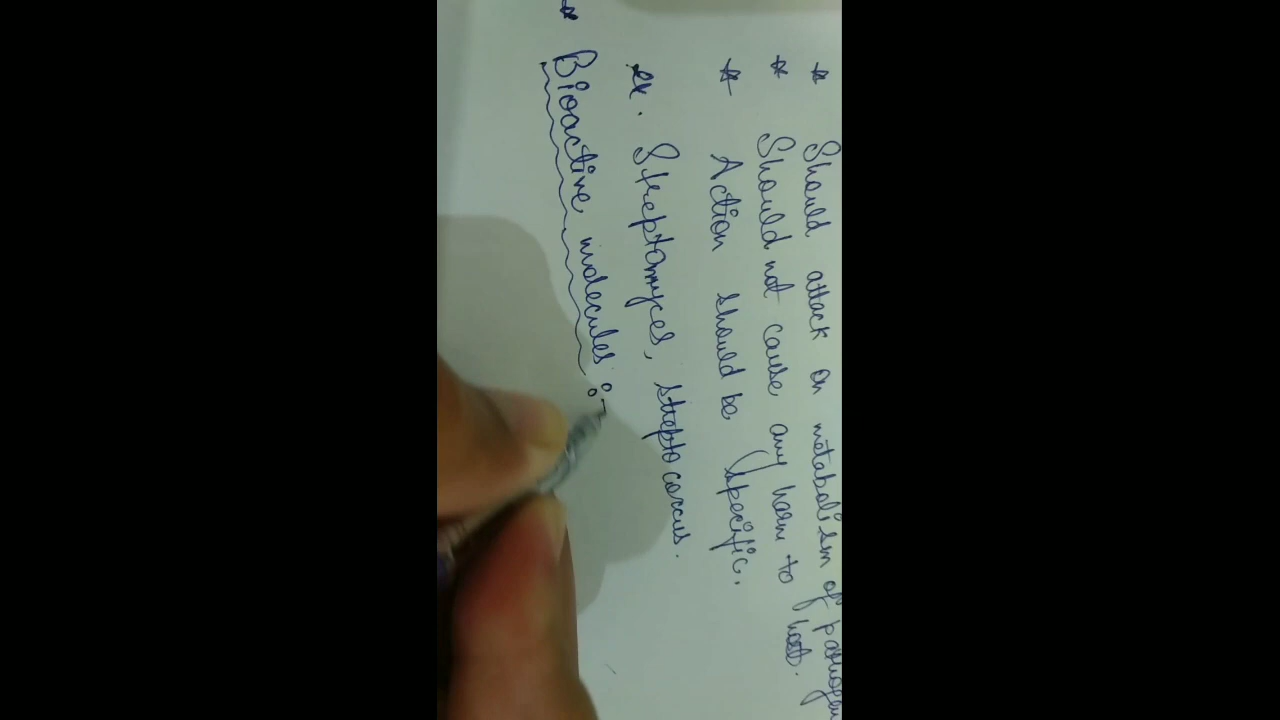 * Should attack on metabolism of pathogen
* Should not cause any harm to host.
* Action should be specific.
ex. Streptomyces, streptococcus.
* Bioactive molecules :-